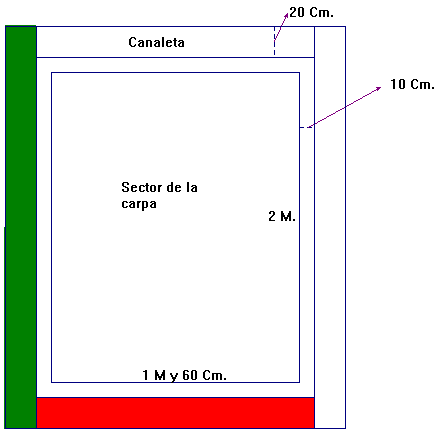 20 Cm.
Canaleta
10 Cm.
Sector de la
carpa
2 M.
1 M y 60 Cm.